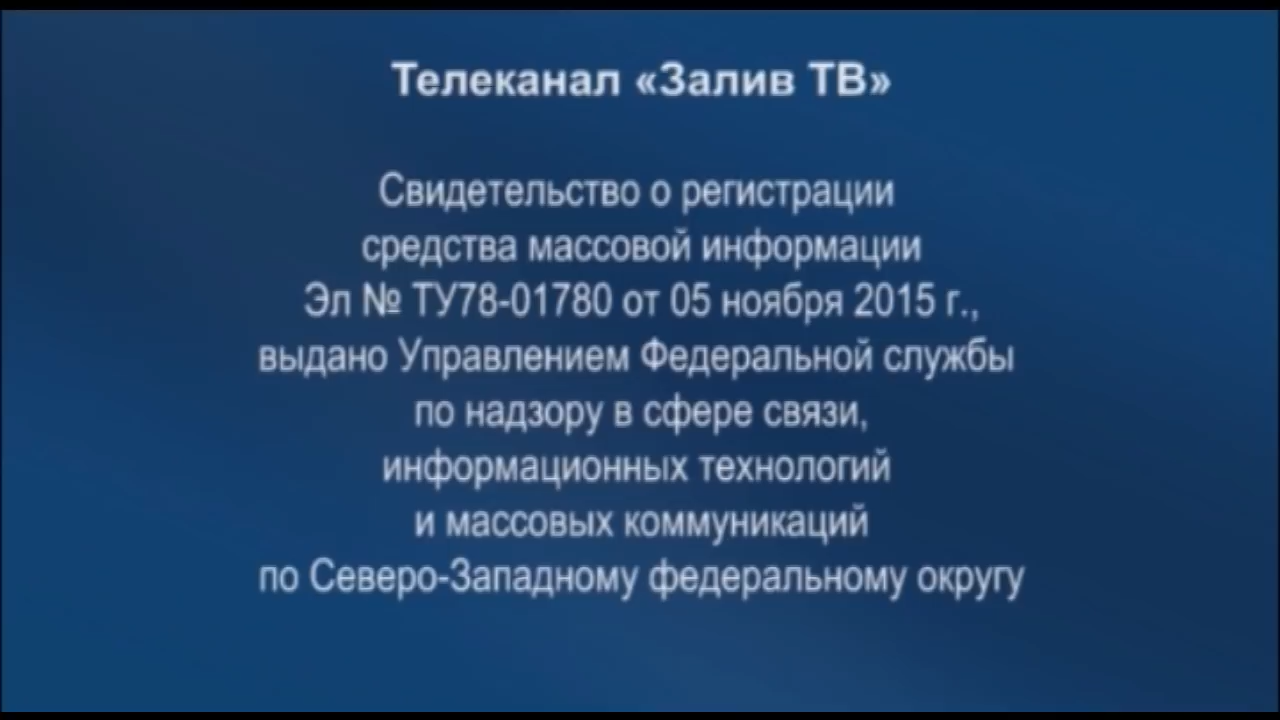 Телеканал «Залив ТВ»
Свидетельство о регистрации
средства массовой информации
Эл № ТУ78-01780 от 05 ноября 2015 г.,
выдано Управлением Федеральной службы
по надзору в сфере связи,
информационных технологий
и массовых коммуникаций
по Северо-Западному федеральному округу